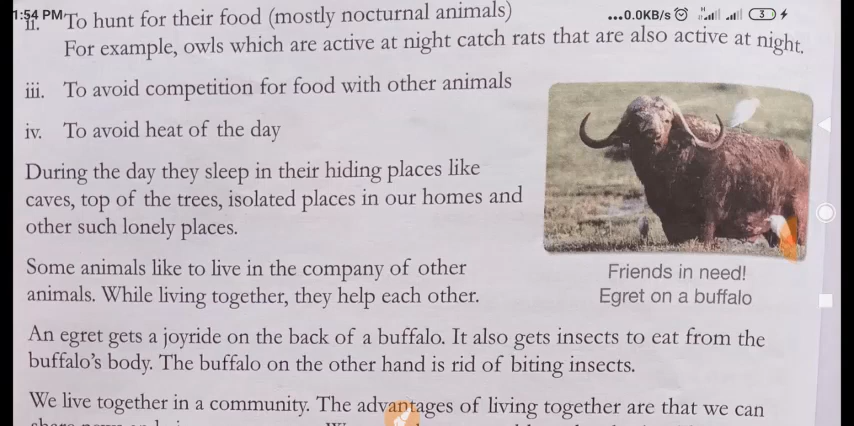 1:54 PM
...0.0KB/s
3
ii. To hunt for their food (mostly nocturnal animals)
For example, owls which are active at night catch rats that are also active at night.
iii. To avoid competition for food with other animals
iv. To avoid heat of the day
During the day they sleep in their hiding places like
caves, top of the trees, isolated places in our homes and
other such lonely places.
Some animals like to live in the company of other
animals. While living together, they help each other.
Friends in need!
Egret on a buffalo
An egret gets a joyride on the back of a buffalo. It also gets insects to eat from the
buffalo's body. The buffalo on the other hand is rid of biting insects.
We live together in a community. The advantages of living together are that we can